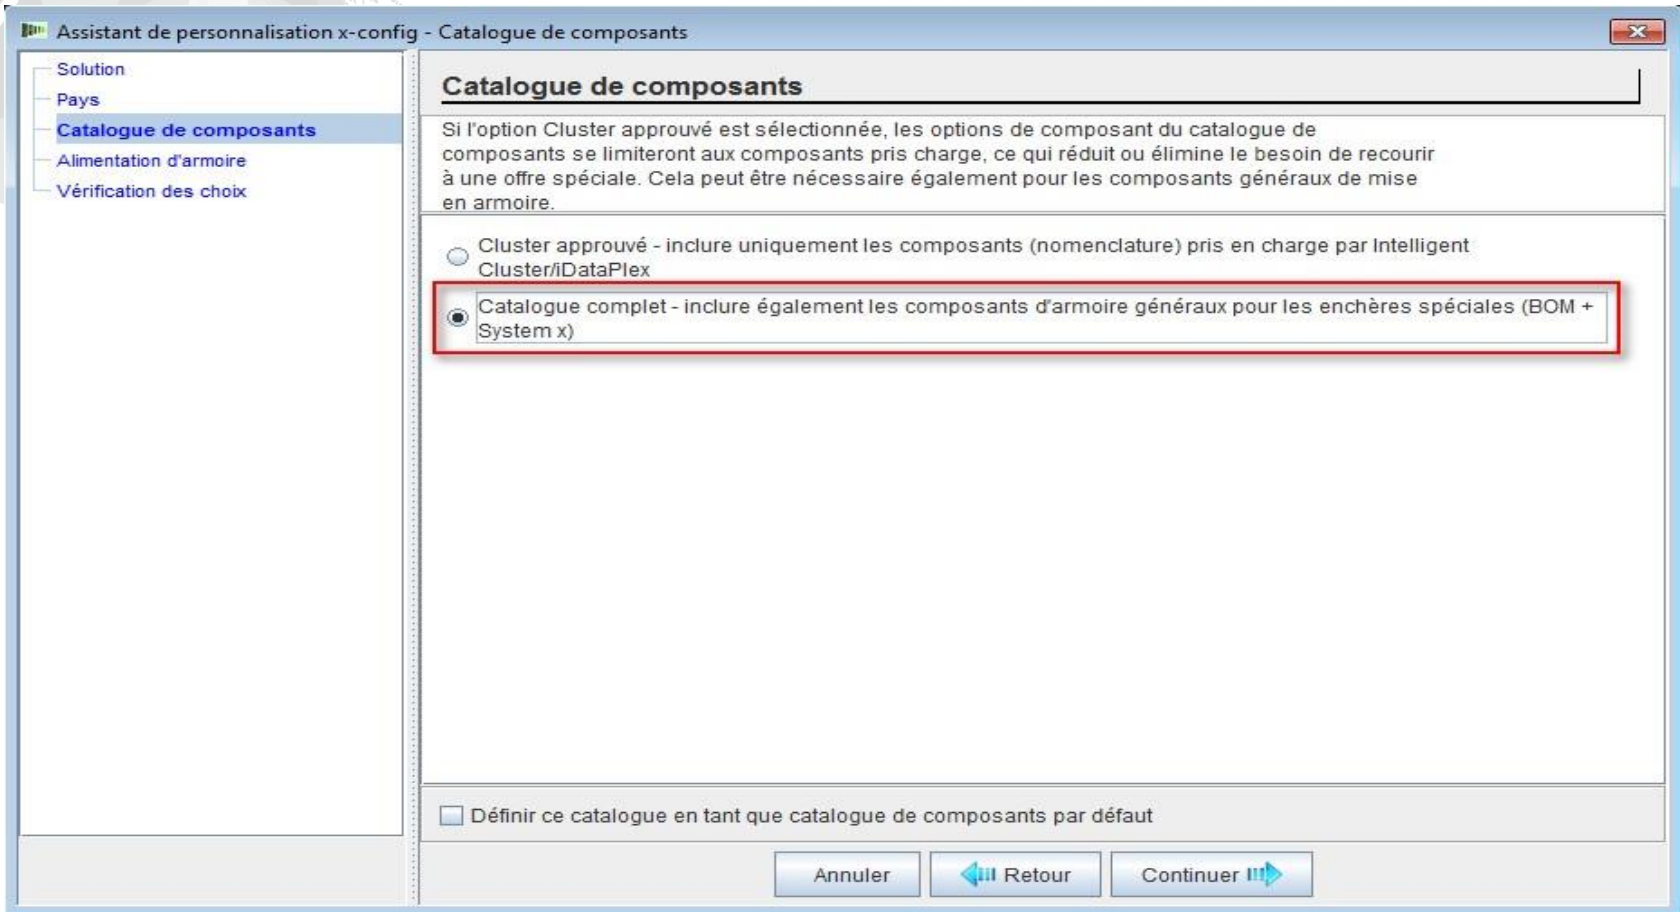 Assistant de personnalisation x-config - Catalogue de composants
Solution
Pays
Catalogue de composants
Alimentation d'armoire
Vérification des choix
Catalogue de composants
Si l'option Cluster approuvé est sélectionnée, les options de composant du catalogue de
composants se limiteront aux composants pris charge, ce qui réduit ou élimine le besoin de recourir
à une offre spéciale. Cela peut être nécessaire également pour les composants généraux de mise
en armoire.
Cluster approuvé - inclure uniquement les composants (nomenclature) pris en charge par Intelligent
Cluster/iDataPlex
Catalogue complet - inclure également les composants d'armoire généraux pour les enchères spéciales (BOM +
System x)
Définir ce catalogue en tant que catalogue de composants par défaut
Annuler
Retour
Continuer